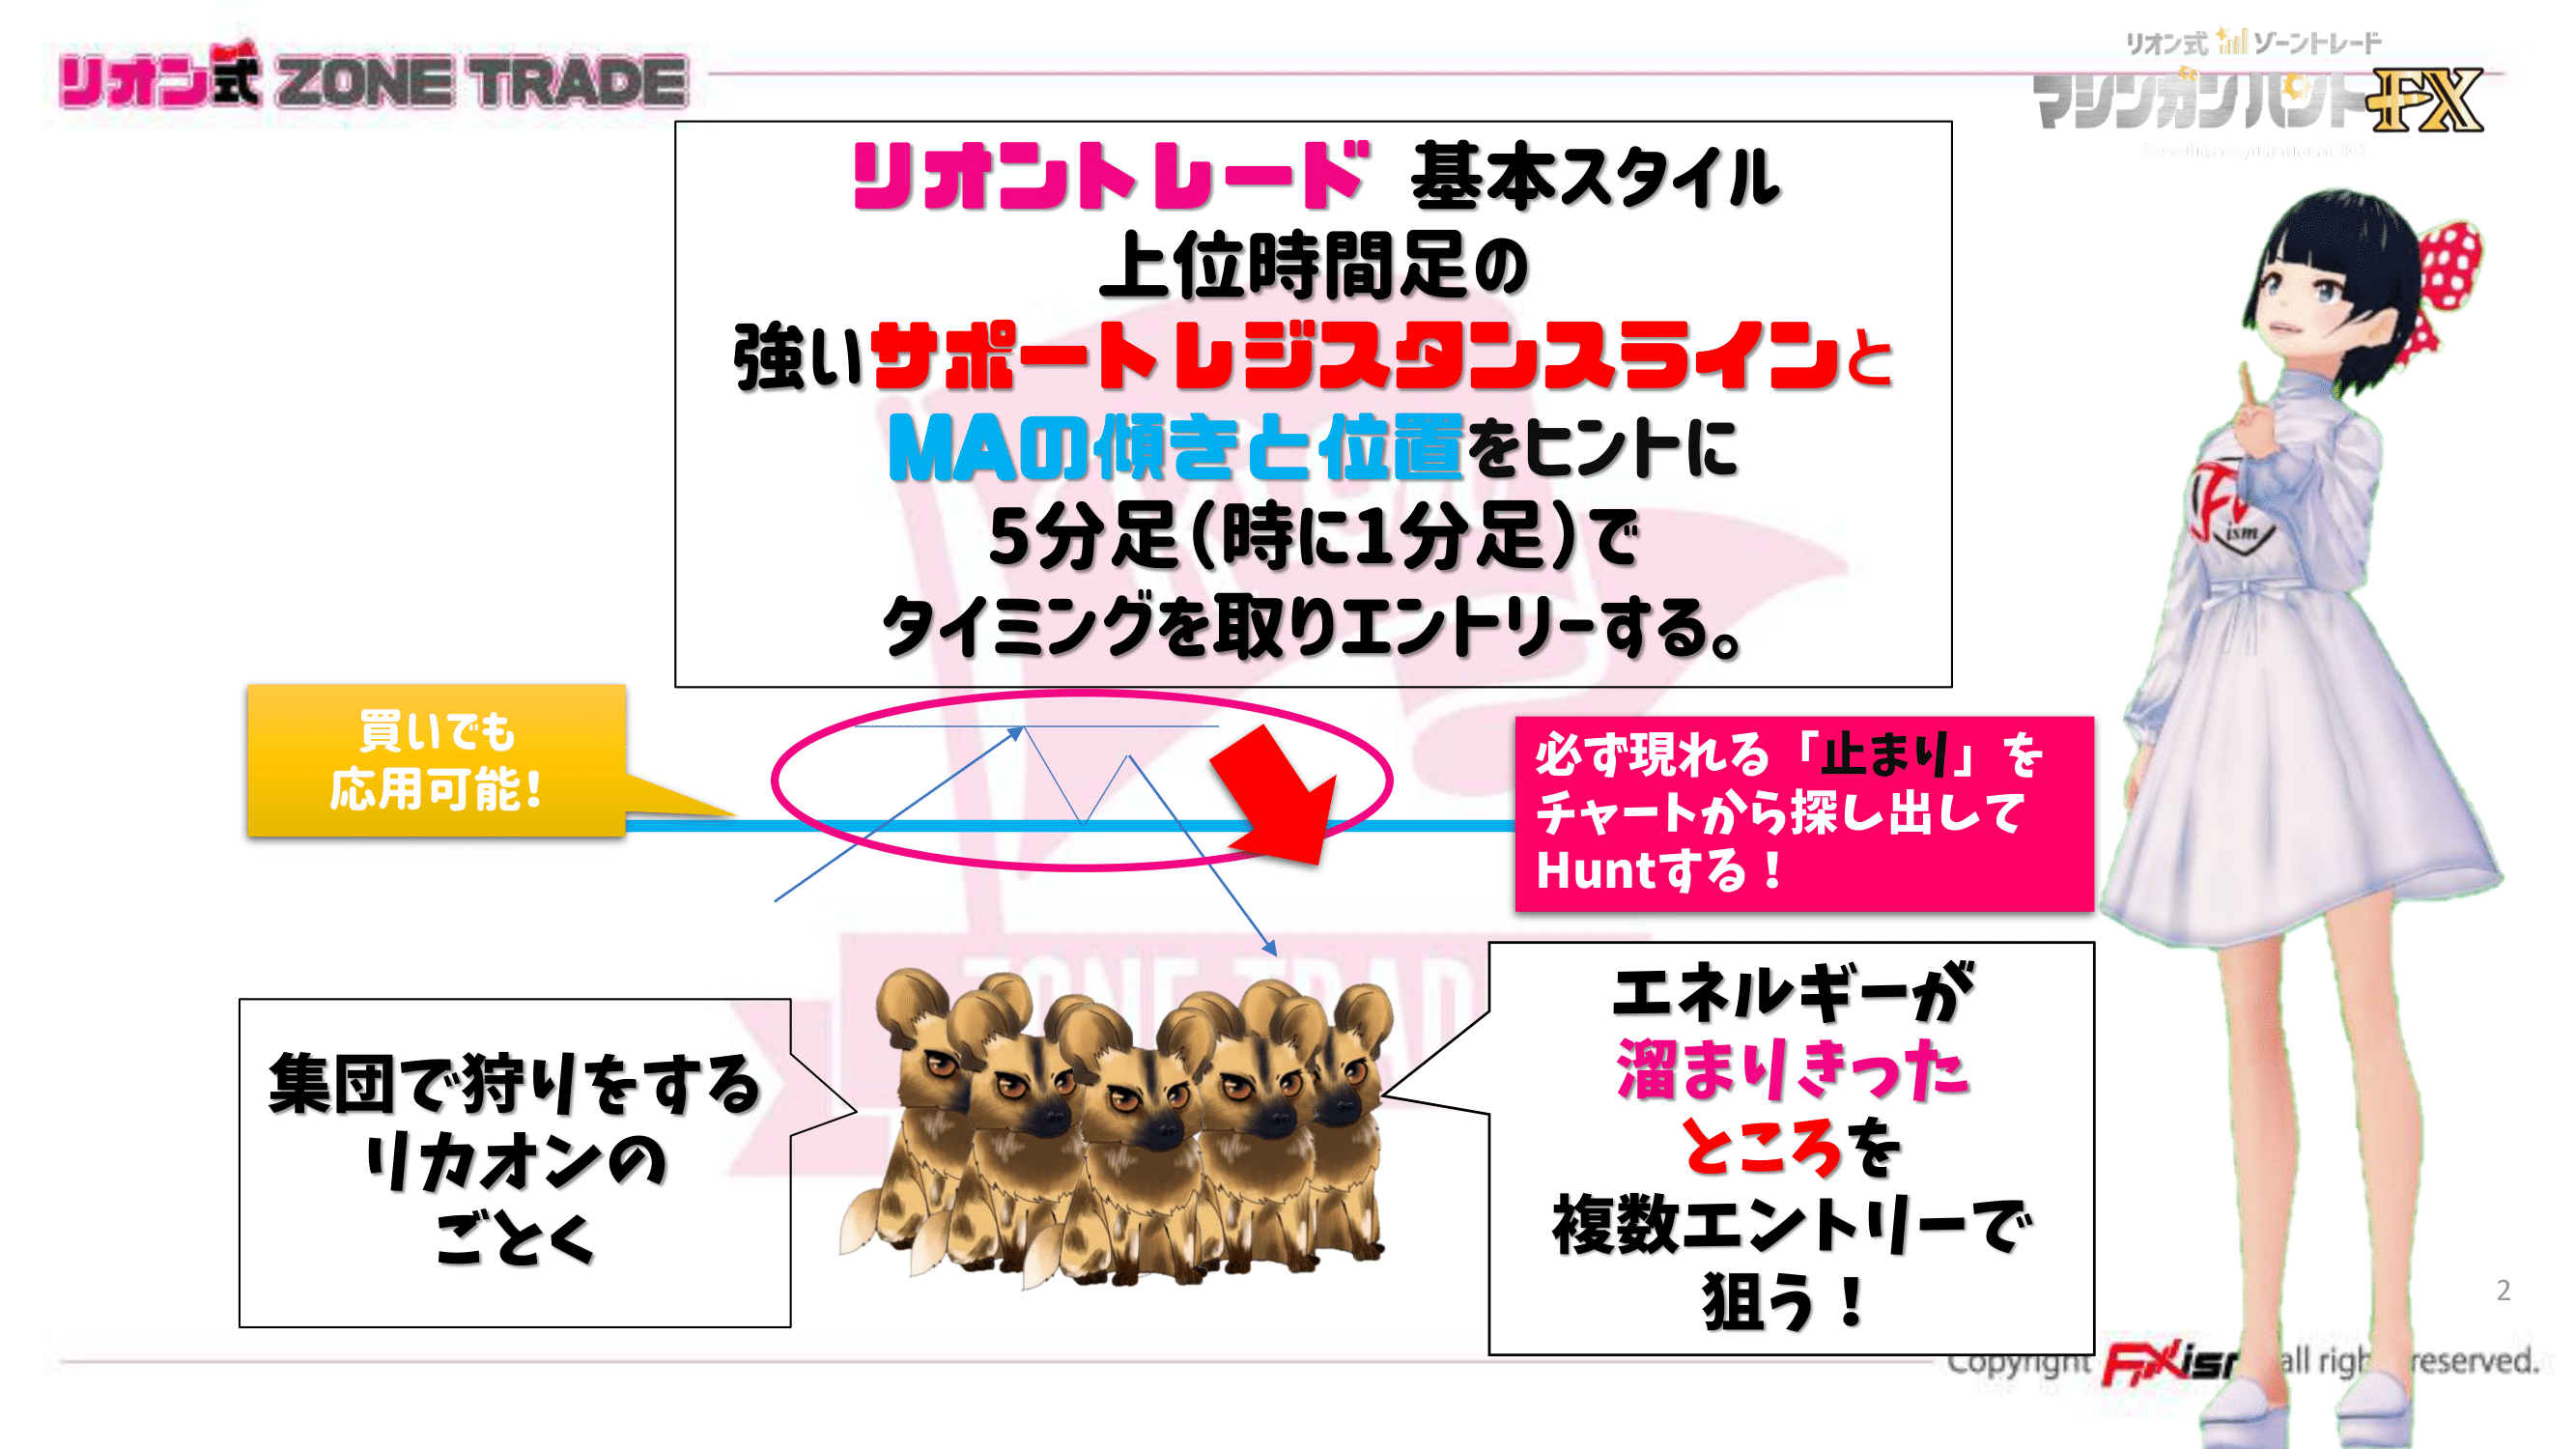 リオン式 ZONE TRADE
リオン式 ゾーントレード
マシンガンハントFX
リオントレード 基本スタイル
上位時間足の
強いサポートレジスタンスラインと
MAの傾きと位置をヒントに
5分足(時に1分足)で
タイミングを取りエントリーする。
買いでも
応用可能!
必ず現れる「止まり」を
チャートから探し出して
Huntする!
集団で狩りをする
リカオンの
ごとく
エネルギーが
溜まりきった
ところを
複数エントリーで
狙う!
ism
ZONE TRAD
2
Copyright FXis all righ reserved.